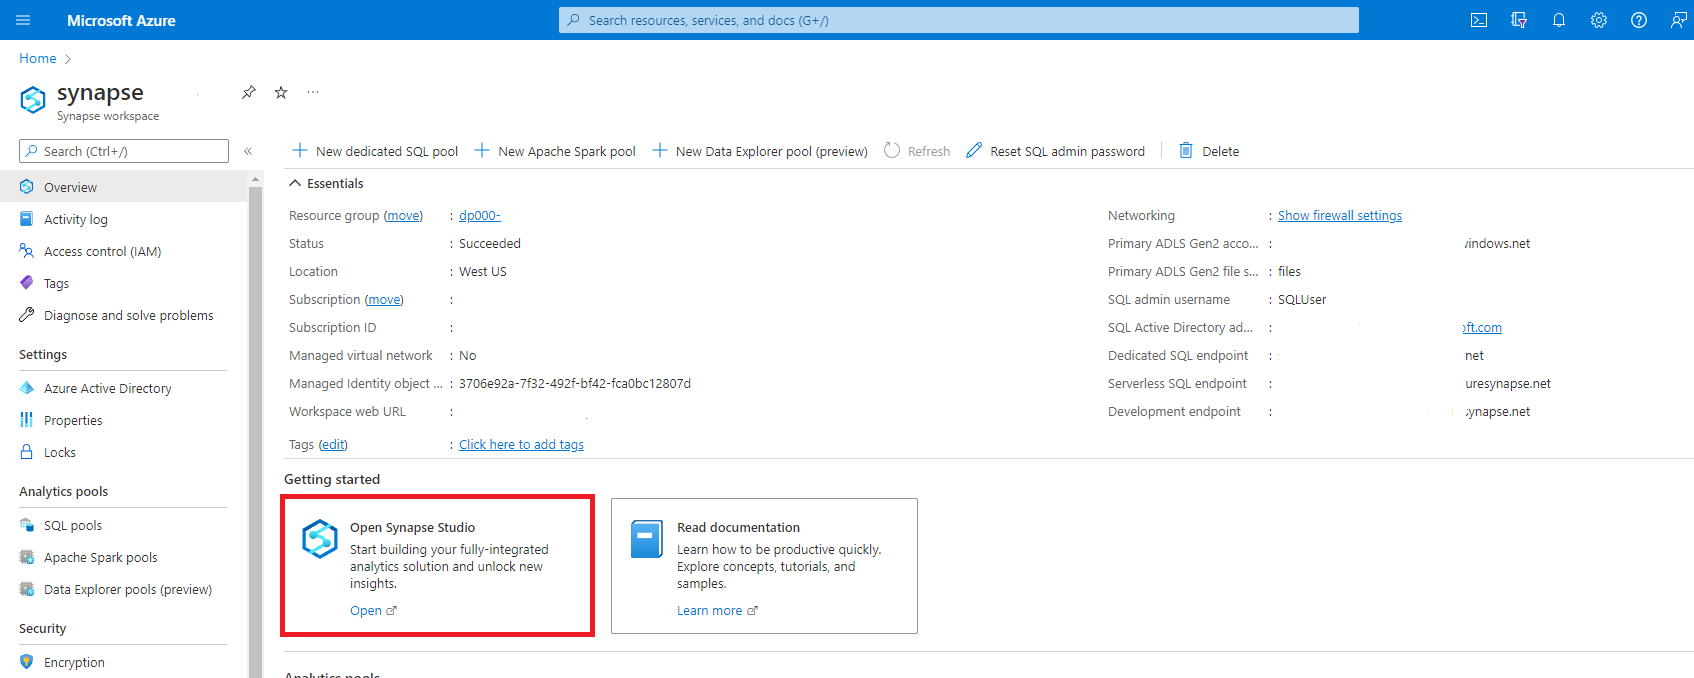 Microsoft Azure
Search resources, services, and docs (G+/)
Home >
synapse
Synapse workspace
Search (Ctrl+/)
«
New dedicated SQL pool
New Apache Spark pool
New Data Explorer pool (preview)
Refresh
Reset SQL admin password
Delete
Overview
Activity log
Access control (IAM)
Tags
Diagnose and solve problems
Settings
Azure Active Directory
Properties
Locks
Analytics pools
SQL pools
Apache Spark pools
Data Explorer pools (preview)
Security
Encryption
Essentials
Resource group (move) : dp000-
Status : Succeeded
Location : West US
Subscription (move) :
Subscription ID :
Managed virtual network : No
Managed Identity object ... : 3706e92a-7f32-492f-bf42-fca0bc12807d
Workspace web URL :
Tags (edit) : Click here to add tags
Networking : Show firewall settings
Primary ADLS Gen2 acco... : windows.net
Primary ADLS Gen2 file s... : files
SQL admin username : SQLUser
SQL Active Directory ad... : oft.com
Dedicated SQL endpoint : net
Serverless SQL endpoint : uresynapse.net
Development endpoint : synapse.net
Getting started
Open Synapse Studio
Start building your fully-integrated
analytics solution and unlock new
insights.
Open
Read documentation
Learn how to be productive quickly.
Explore concepts, tutorials, and
samples.
Learn more
Analytics pools